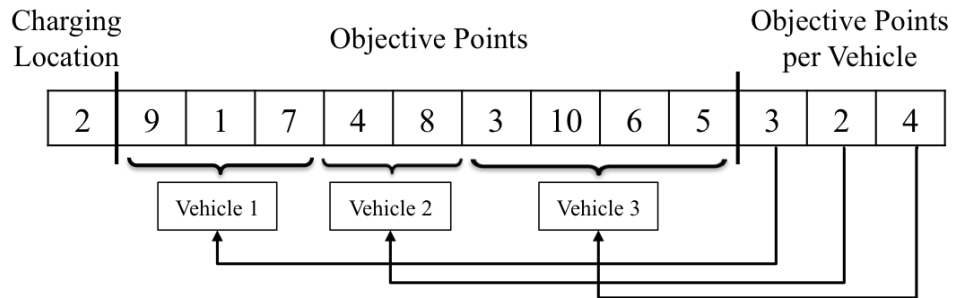 Charging
Location
Objective Points
Objective Points
per Vehicle
2 9 1 7 4 8 3 10 6 5 3 2 4
Vehicle 1 Vehicle 2 Vehicle 3